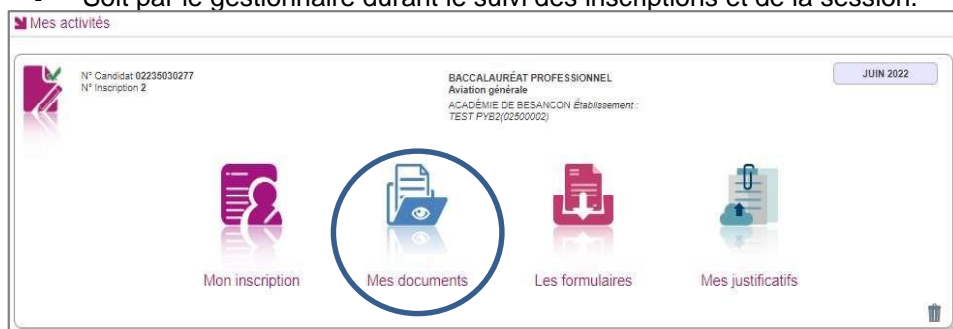 - Soit par le gestionnaire durant le suivi des inscriptions et de la session.
Mes activités
N° Candidat 02235030277
N° Inscription 2
BACCALAURÉAT PROFESSIONNEL
Aviation générale
ACADÉMIE DE BESANCON Établissement :
TEST PYB2(02500002)
JUIN 2022
Mon inscription
Mes documents
Les formulaires
Mes justificatifs